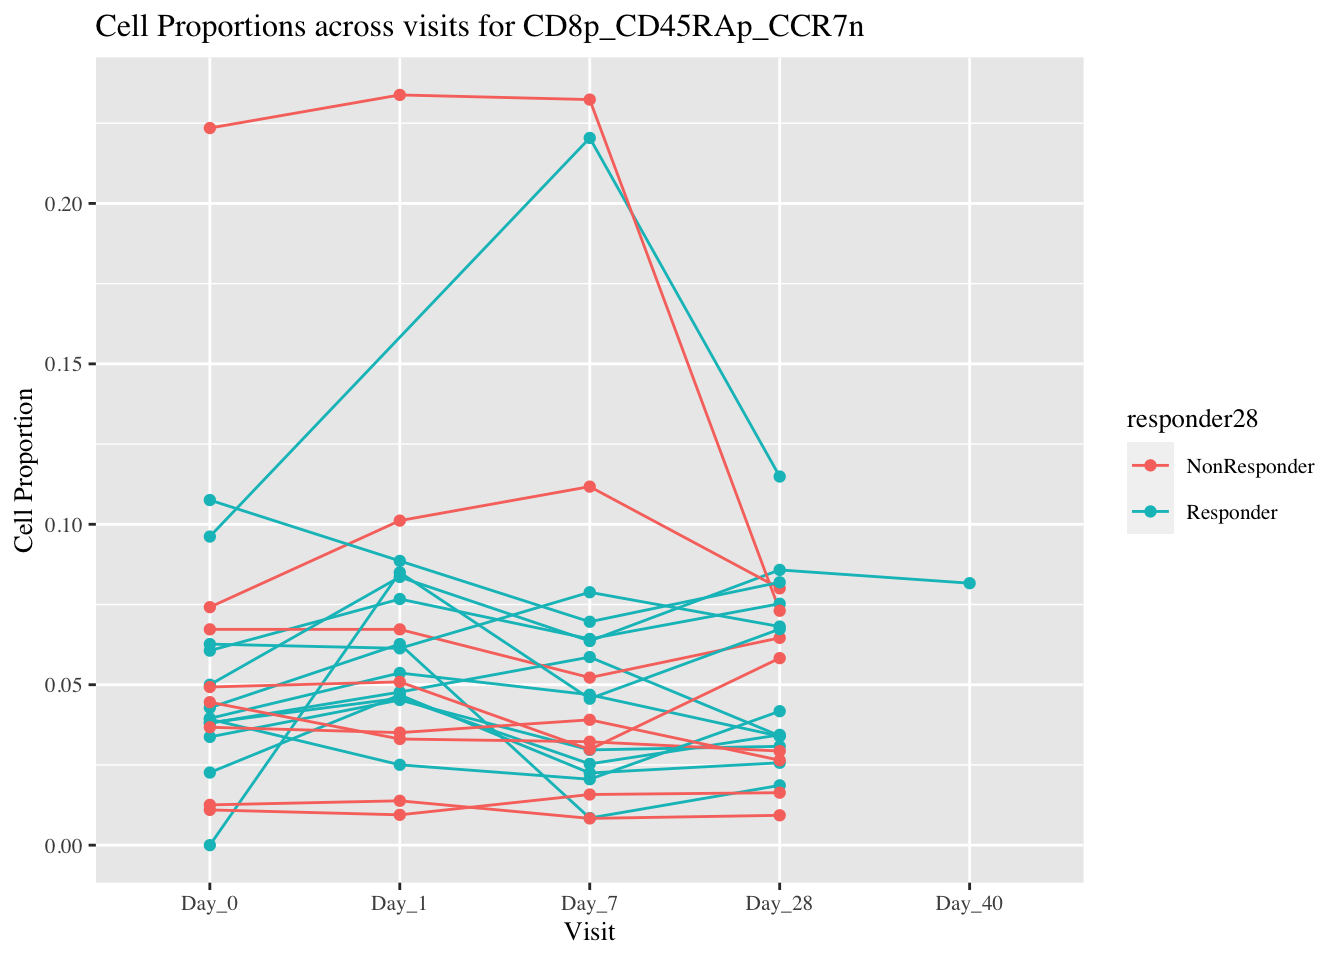 Cell Proportions across visits for CD8p_CD45RAp_CCR7n
Cell Proportion
0.20
0.15
0.10
0.05
0.00
Day_0 Day_1 Day_7 Day_28 Day_40
Visit
responder28
NonResponder
Responder